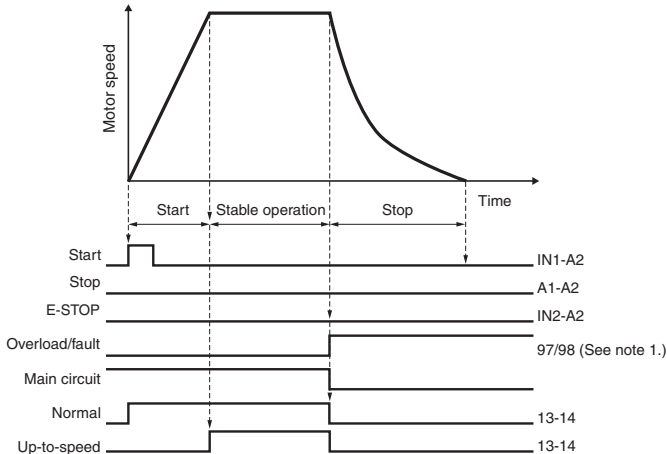 Motor speed
Time
Start
Stable operation
Stop
Start
IN1-A2
Stop
A1-A2
E-STOP
IN2-A2
Overload/fault
97/98 (See note 1.)
Main circuit
Normal
13-14
Up-to-speed
13-14